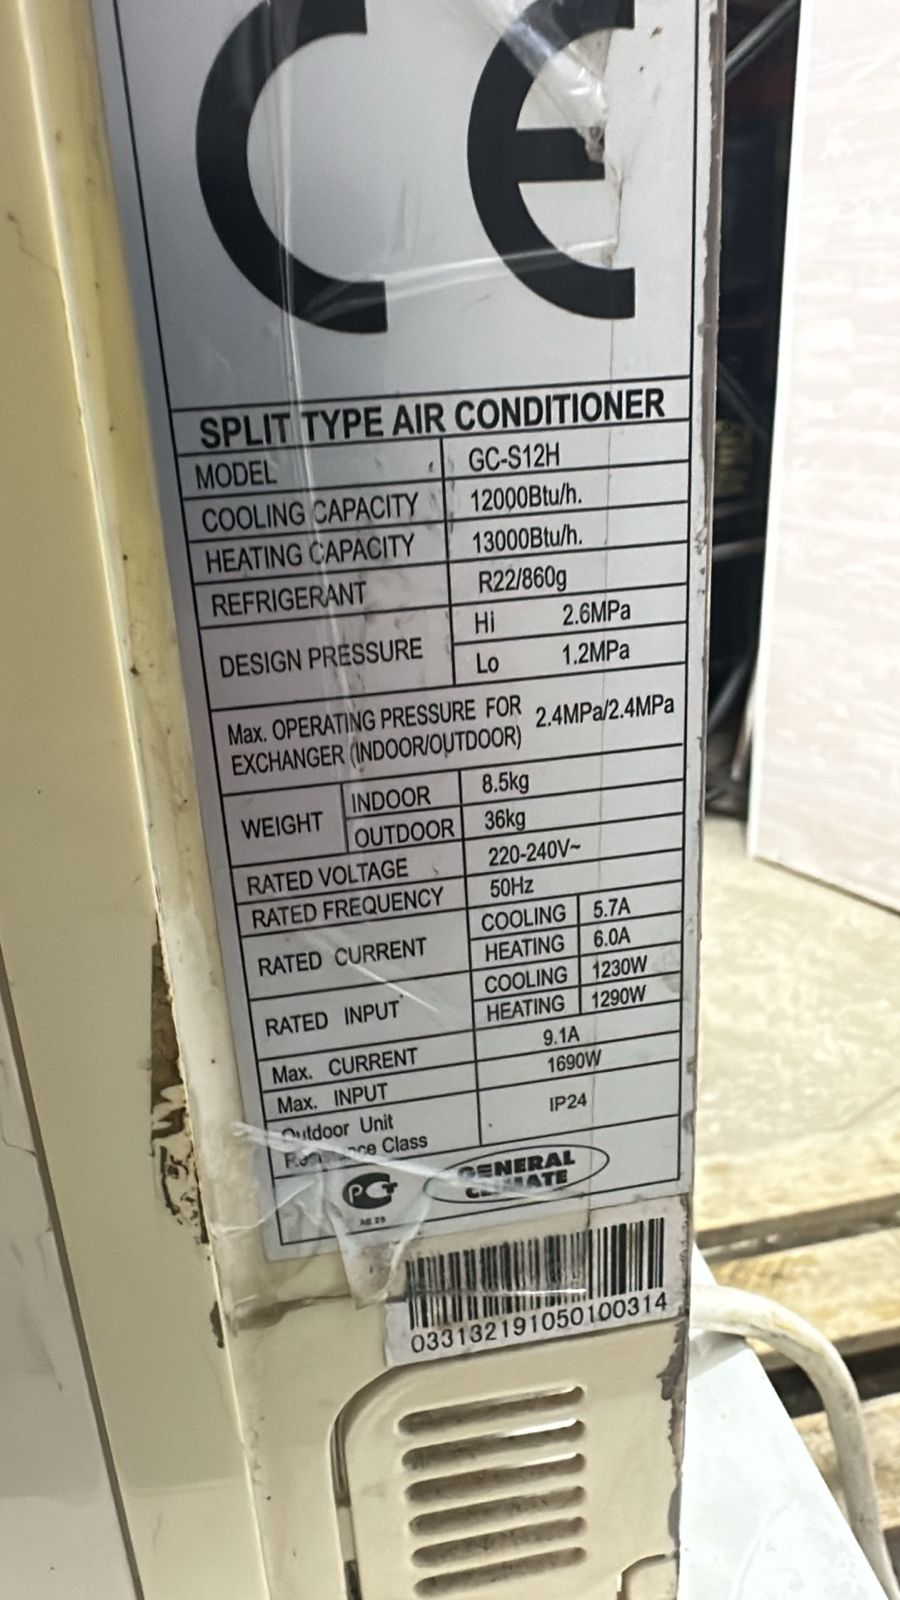 CE
SPLIT TYPE AIR CONDITIONER
MODEL GC-S12H
COOLING CAPACITY 12000Btu/h.
HEATING CAPACITY 13000Btu/h.
REFRIGERANT R22/860g
DESIGN PRESSURE Hi 2.6MPa
Lo 1.2MPa
Max. OPERATING PRESSURE FOR
EXCHANGER (INDOOR/OUTDOOR) 2.4MPa/2.4MPa
WEIGHT INDOOR 8.5kg
OUTDOOR 36kg
RATED VOLTAGE 220-240V~
RATED FREQUENCY 50Hz
RATED CURRENT COOLING 5.7A
HEATING 6.0A
RATED INPUT COOLING 1230W
HEATING 1290W
Max. CURRENT 9.1A
Max. INPUT 1690W
Outdoor Unit
Class IP24
РСТ
GENERAL
CLIMATE
033132191050100314